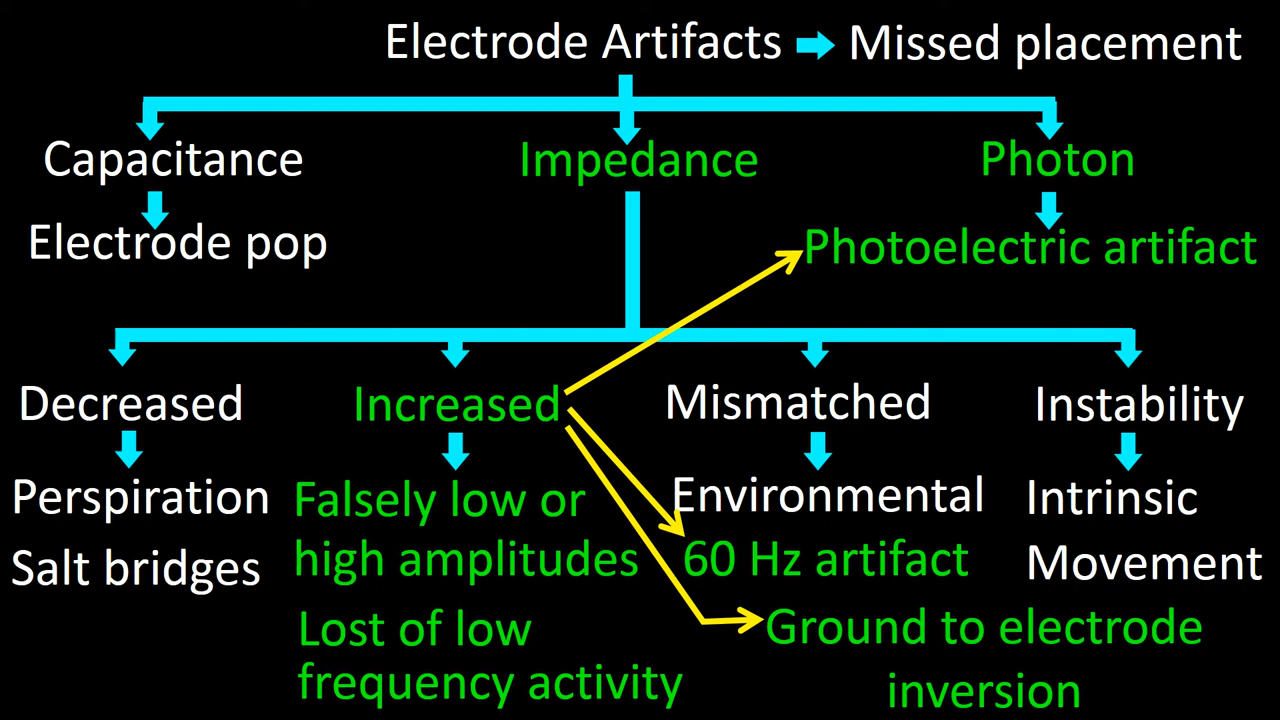 Electrode Artifacts Missed placement
Capacitance Impedance Photon
Electrode pop Photoelectric artifact
Decreased Increased Mismatched Instability
Perspiration
Salt bridges
Falsely low or
high amplitudes
Lost of low
frequency activity
Environmental
60 Hz artifact
Ground to electrode
inversion
Intrinsic
Movement